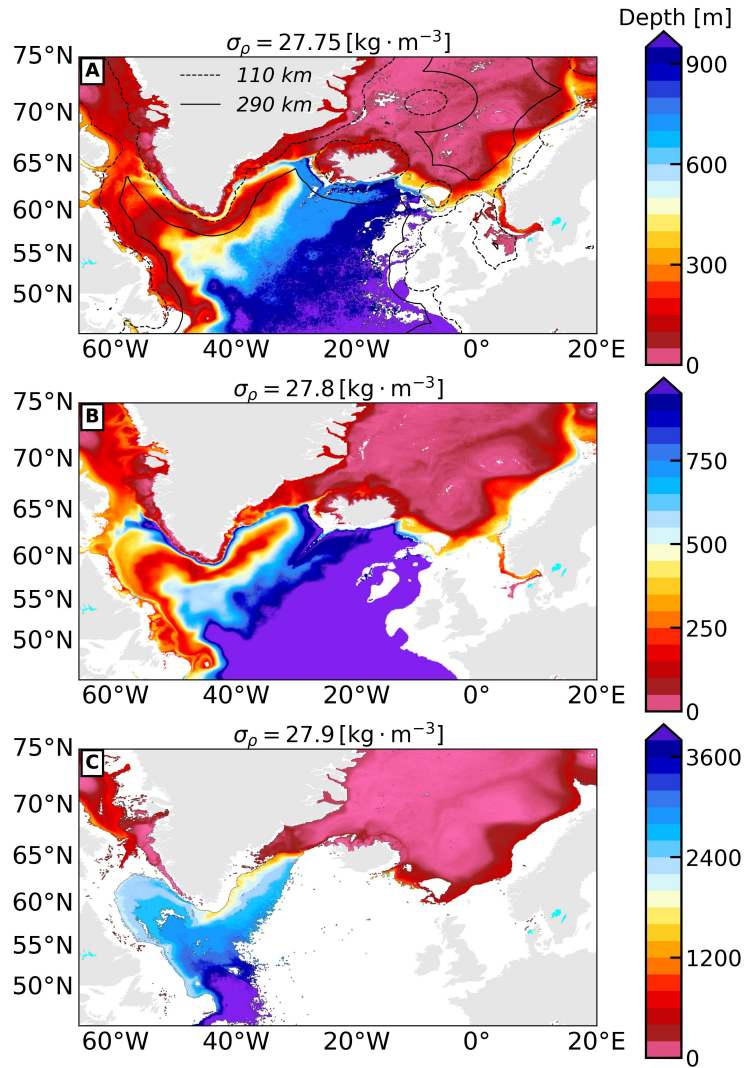 Depth [m]
σρ = 27.75 [kg · m⁻³]
A
110 km
290 km
75°N
70°N
65°N
60°N
55°N
50°N
60°W 40°W 20°W 0° 20°E
900
600
300
0
σρ = 27.8 [kg · m⁻³]
B
75°N
70°N
65°N
60°N
55°N
50°N
60°W 40°W 20°W 0° 20°E
750
500
250
0
σρ = 27.9 [kg · m⁻³]
C
75°N
70°N
65°N
60°N
55°N
50°N
60°W 40°W 20°W 0° 20°E
3600
2400
1200
0